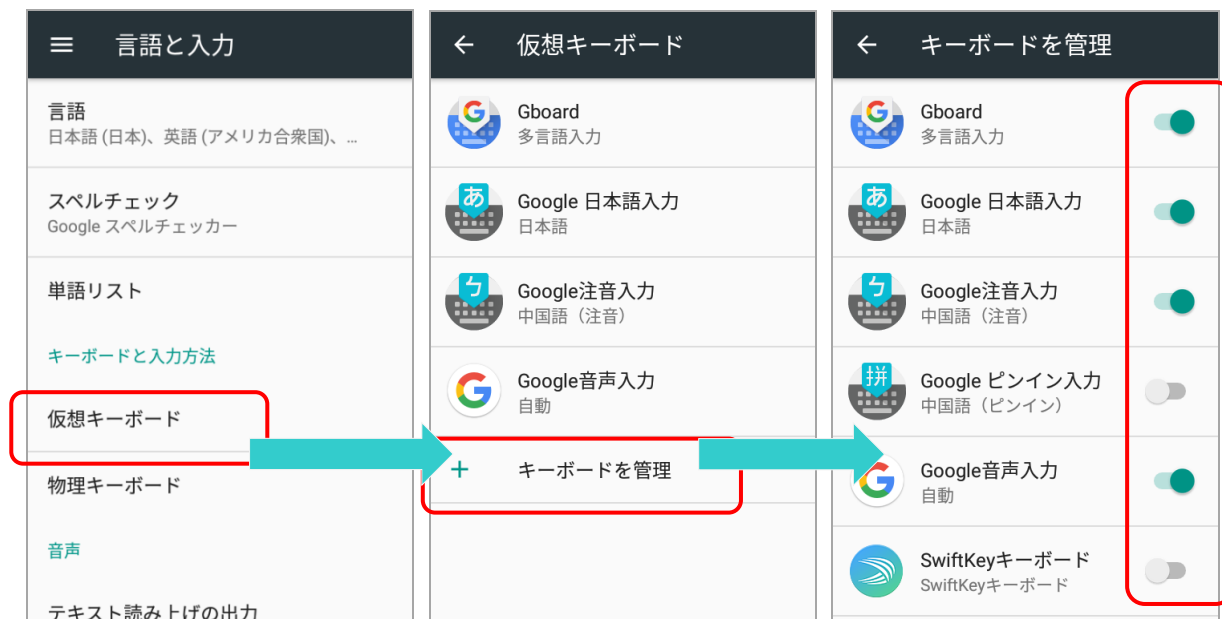 言語と入力
言語
日本語 (日本)、英語 (アメリカ合衆国)、...
スペルチェック
Google スペルチェッカー
単語リスト
キーボードと入力方法
仮想キーボード
物理キーボード
音声
テキスト読み上げの出力
仮想キーボード
Gboard
多言語入力
あ
Google 日本語入力
日本語
ㄅ
Google注音入力
中国語（注音）
Google音声入力
自動
+ キーボードを管理
キーボードを管理
Gboard
多言語入力
あ
Google 日本語入力
日本語
ㄅ
Google注音入力
中国語（注音）
拼
Google ピンイン入力
中国語（ピンイン）
Google音声入力
自動
SwiftKeyキーボード
SwiftKeyキーボード